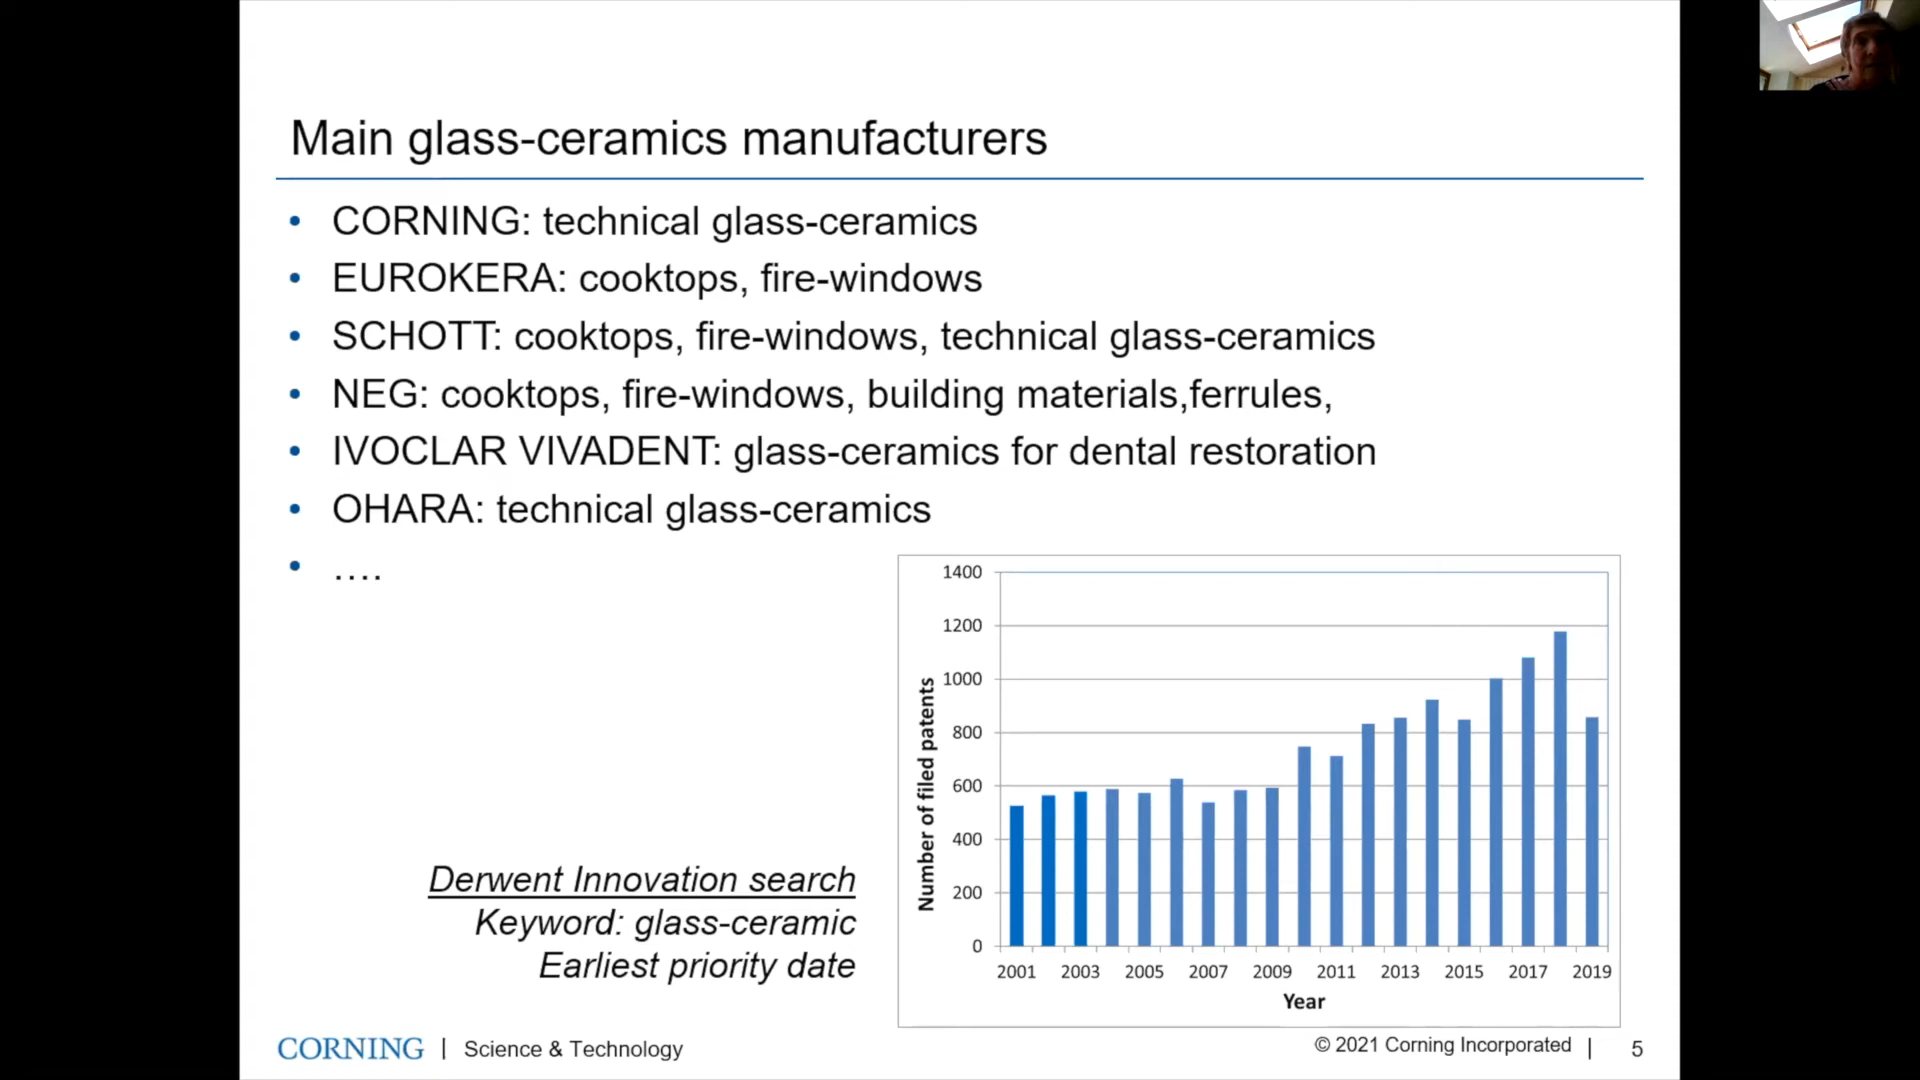 Main glass-ceramics manufacturers
• CORNING: technical glass-ceramics
• EUROKERA: cooktops, fire-windows
• SCHOTT: cooktops, fire-windows, technical glass-ceramics
• NEG: cooktops, fire-windows, building materials,ferrules,
• IVOCLAR VIVADENT: glass-ceramics for dental restoration
• OHARA: technical glass-ceramics
• ….
Derwent Innovation search
Keyword: glass-ceramic
Earliest priority date
Number of filed patents
1400
1200
1000
800
600
400
200
0
2001 2003 2005 2007 2009 2011 2013 2015 2017 2019
Year
CORNING | Science & Technology
© 2021 Corning Incorporated | 5